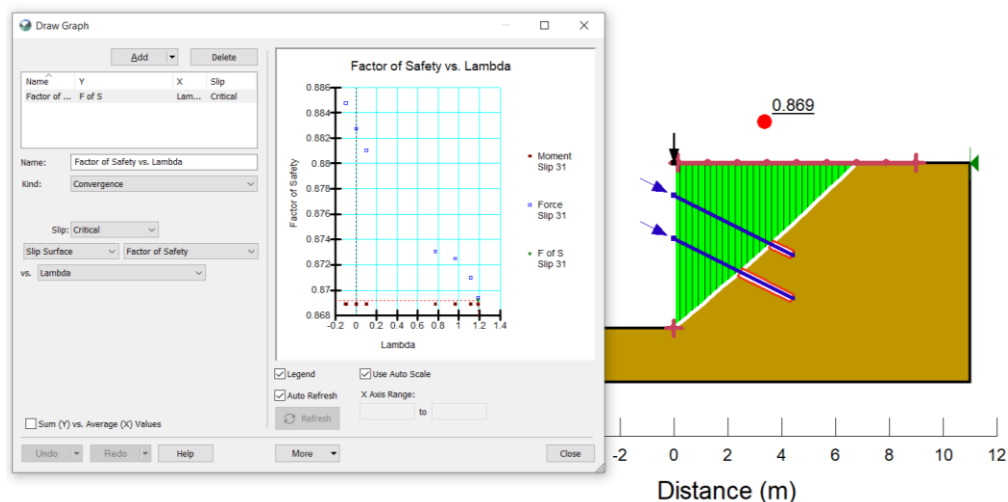 Draw Graph
Add
Delete
Name Y X Slip
Factor of ... F of S Lam... Critical
Name: Factor of Safety vs. Lambda
Kind: Convergence
Slip: Critical
Slip Surface Factor of Safety
vs. Lambda
Sum (Y) vs. Average (X) Values
Undo Redo Help
Factor of Safety vs. Lambda
Factor of Safety
0.886
0.884
0.882
0.88
0.878
0.876
0.874
0.872
0.87
0.868
-0.2 0 0.2 0.4 0.6 0.8 1 1.2 1.4
Lambda
Moment
Slip 31
Force
Slip 31
F of S
Slip 31
Legend Use Auto Scale
Auto Refresh X Axis Range:
Refresh to
More Close
0.869
-2 0 2 4 6 8 10 12
Distance (m)